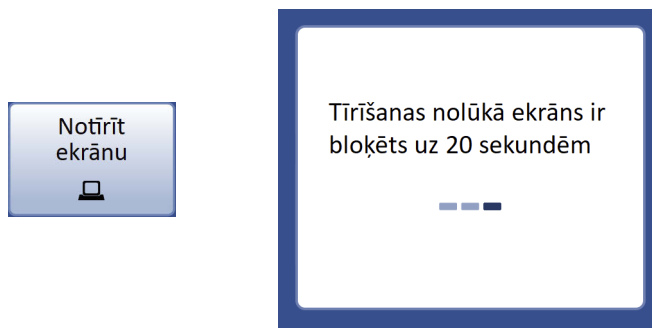 Notīrīt
ekrānu
Tīrīšanas nolūkā ekrāns ir
bloķēts uz 20 sekundēm